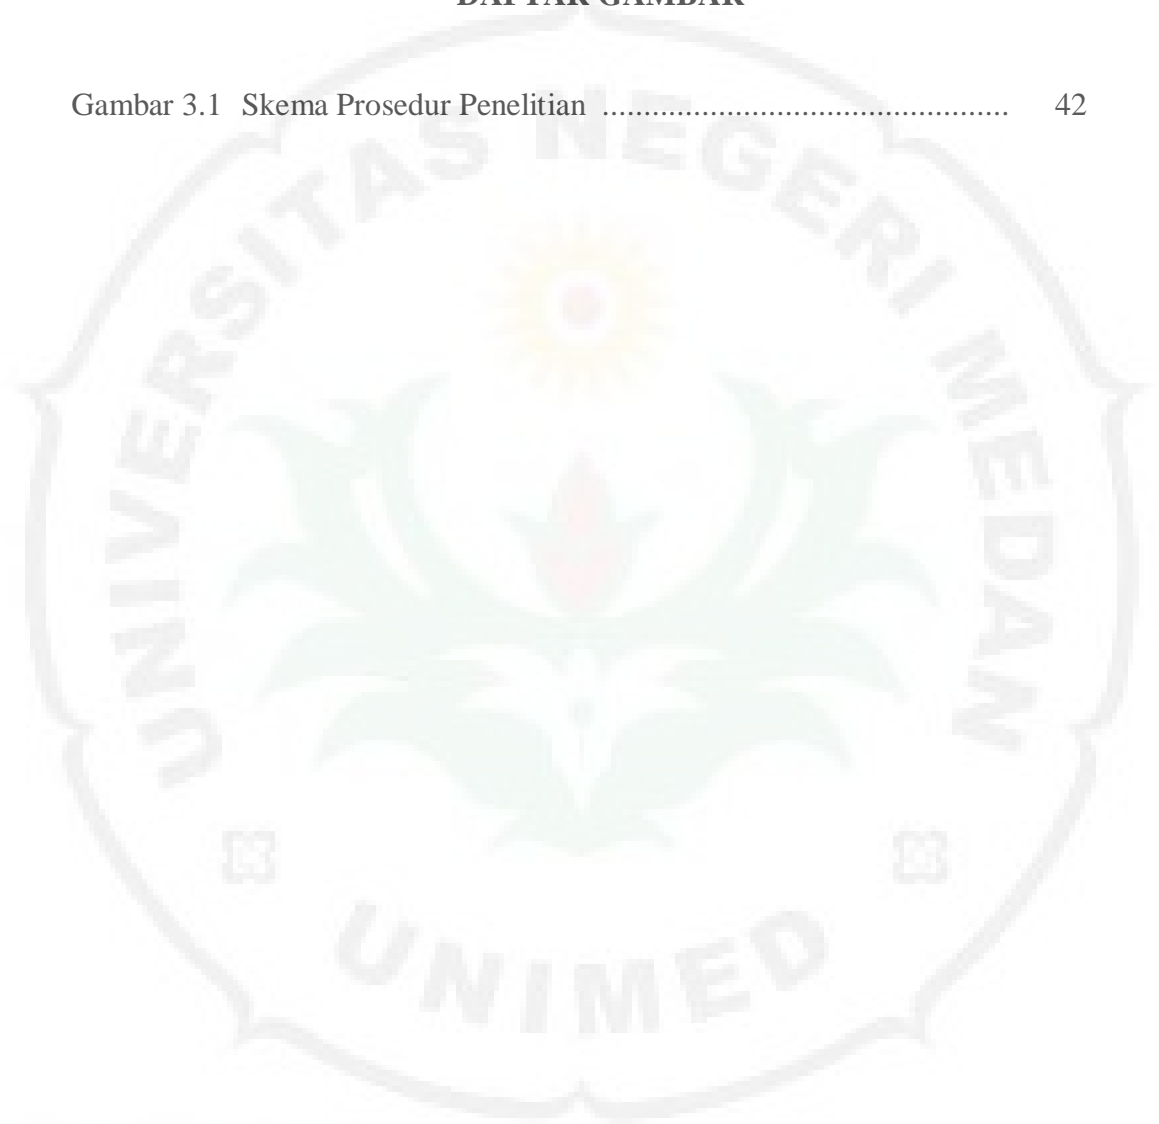 DAFTAR GAMBAR
Gambar 3.1 Skema Prosedur Penelitian ................................................. 42
UNIVERSITAS NEGERI MEDAN
UNIMED